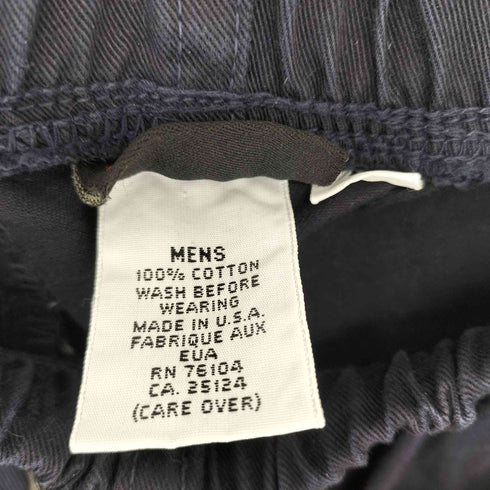 MENS
100% COTTON
WASH BEFORE
WEARING
MADE IN U.S.A.
FABRIQUE AUX
EUA
RN 76104
CA. 25124
(CARE OVER)